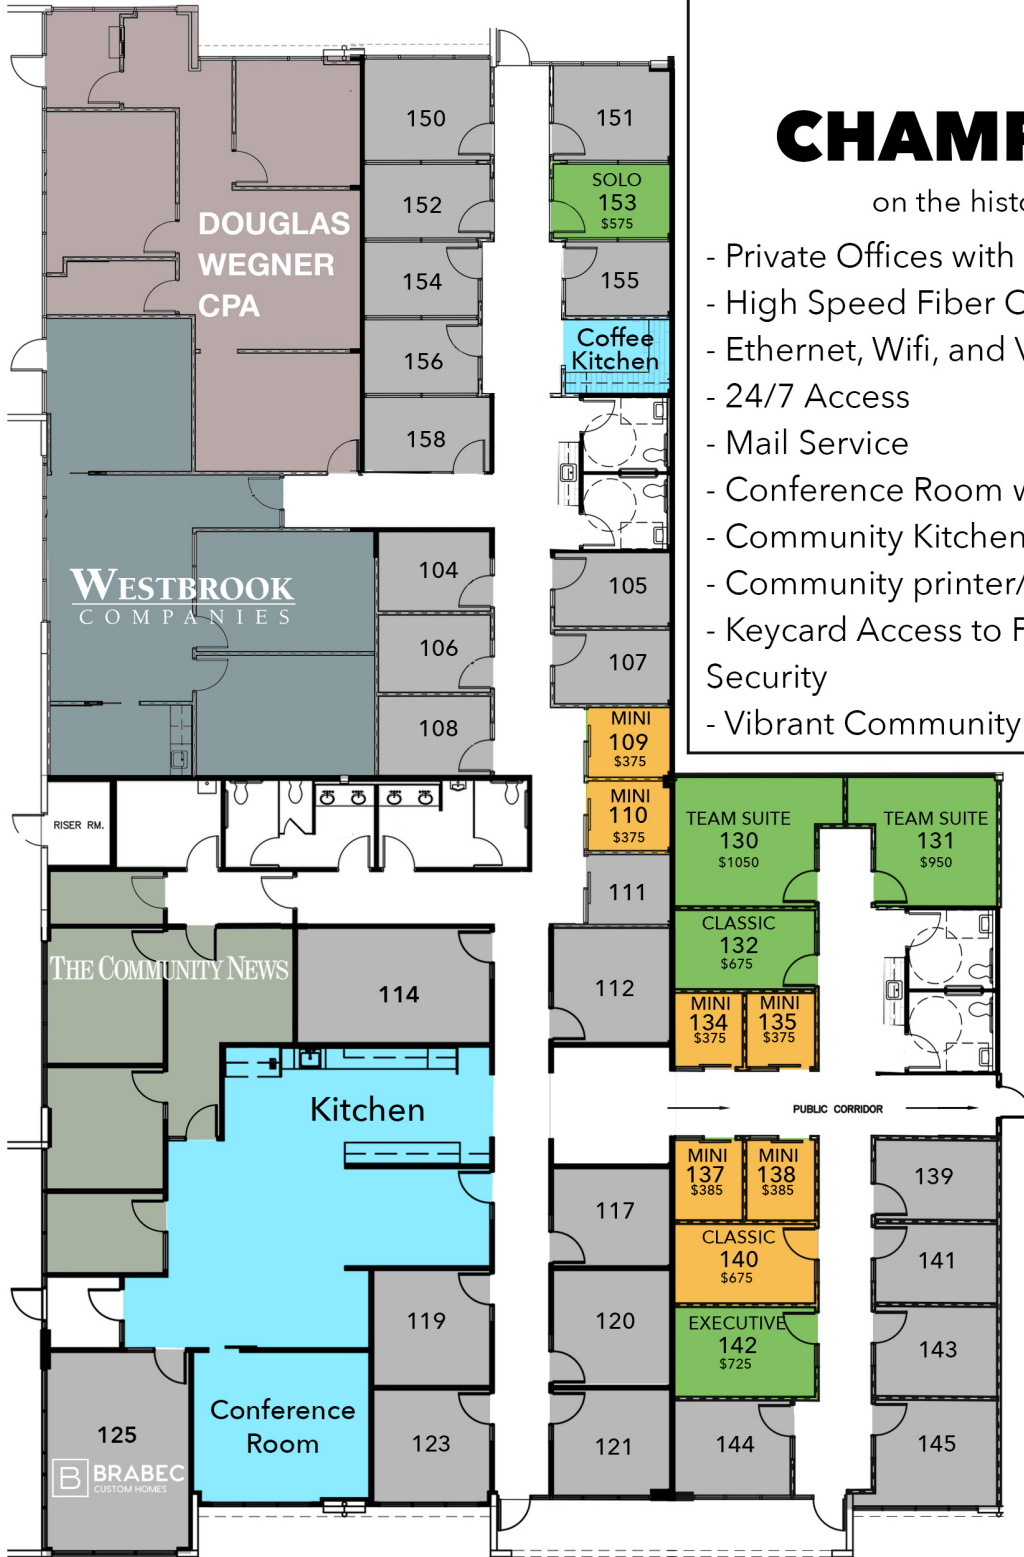 CHAMP
on the histo
- Private Offices with
- High Speed Fiber O
- Ethernet, Wifi, and V
- 24/7 Access
- Mail Service
- Conference Room w
- Community Kitchen
- Community printer/
- Keycard Access to F
Security
- Vibrant Community
DOUGLAS
WEGNER
CPA
150
151
152
SOLO
153
$575
154
155
156
Coffee
Kitchen
158
WESTBROOK
COMPANIES
104
105
106
107
108
MINI
109
$375
MINI
110
$375
111
RISER RM.
TEAM SUITE
130
$1050
TEAM SUITE
131
$950
CLASSIC
132
$675
THE COMMUNITY NEWS
114
112
MINI
134
$375
MINI
135
$375
Kitchen
PUBLIC CORRIDOR
MINI
137
$385
MINI
138
$385
139
117
CLASSIC
140
$675
141
119
120
EXECUTIVE
142
$725
143
125
B BRABEC
CUSTOM HOMES
Conference
Room
123
121
144
145